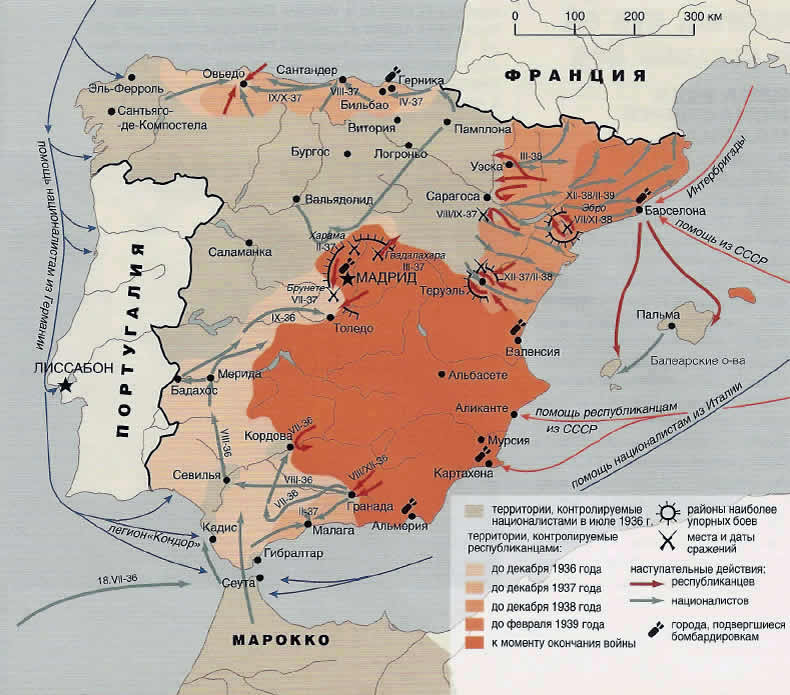 0 100 200 300 км
ФРАНЦИЯ
Эль-Ферроль
Овьедо
Сантандер
Герника
VIII-37
Бильбао
IV-37
IX/X-37
Сантьяго-
де-Компостела
Витория
Памплона
Бургос
Логроньо
Уэска
III-38
Вальядолид
Сарагоса
VIII/IX-37
XII-38/II-39
Эбро
VII/XI-38
Барселона
Интербригады
помощь из СССР
помощь националистам из Германии
Саламанка
Харама
II-37
Гвадалахара
III-37
МАДРИД
Брунете
VII-37
Теруэль
XII-37/II-38
IX-36
Толедо
Валенсия
Пальма
Балеарские о-ва
ПОРТУГАЛИЯ
ЛИССАБОН
Бадахос
Мерида
Альбасете
Аликанте
помощь республиканцам
из СССР
помощь националистам из Италии
VIII-36
Кордова
VII-36
Мурсия
Картахена
Севилья
VIII-36
VII-36
VIII/XII-36
Гранада
II-37
Малага
Альмерия
легион «Кондор»
Кадис
Гибралтар
Сеута
18.VII-36
МАРОККО
территории, контролируемые
националистами в июле 1936 г.
территории, контролируемые
республиканцами:
до декабря 1936 года
до декабря 1937 года
до декабря 1938 года
до февраля 1939 года
к моменту окончания войны
районы наиболее
упорных боев
места и даты
сражений
наступательные действия:
республиканцев
националистов
города, подвергшиеся
бомбардировкам